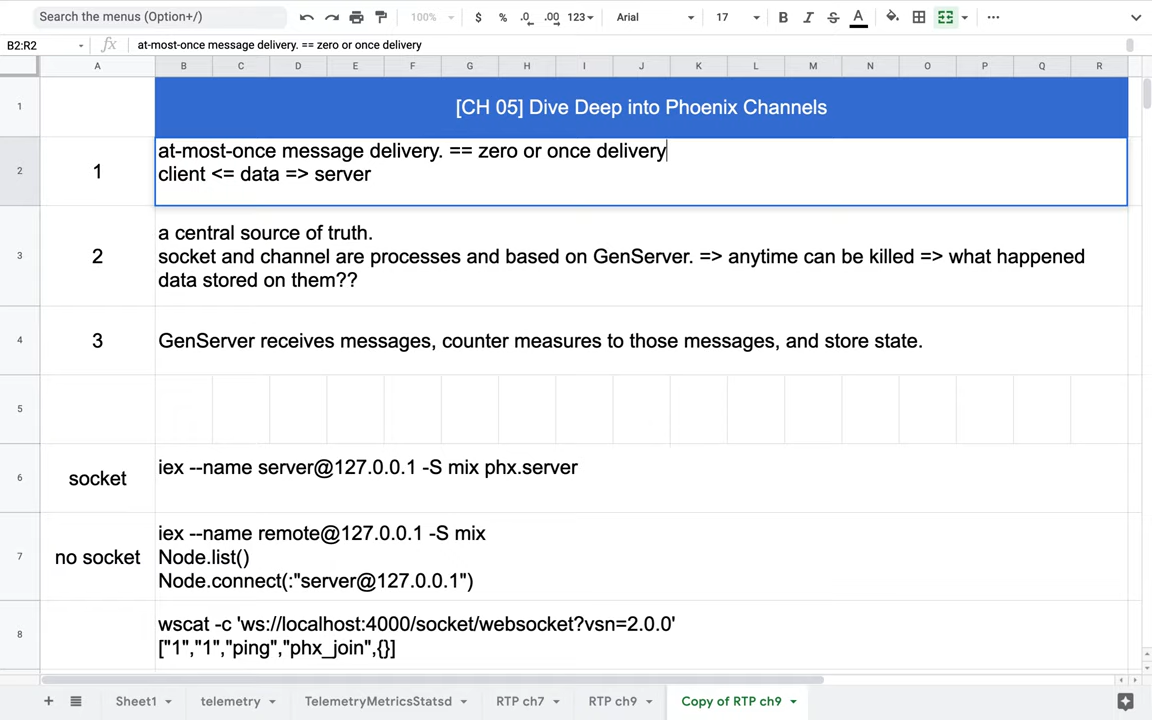 Search the menus (Option+/)
100%
$ % .0 .00 123
Arial
17
B I S A
B2:R2
fx at-most-once message delivery. == zero or once delivery
A B C D E F G H I J K L M N O P Q R
1 [CH 05] Dive Deep into Phoenix Channels
at-most-once message delivery. == zero or once delivery
2 1 client <= data => server
a central source of truth.
3 2 socket and channel are processes and based on GenServer. => anytime can be killed => what happened
data stored on them??
4 3 GenServer receives messages, counter measures to those messages, and store state.
5
6 socket iex --name server@127.0.0.1 -S mix phx.server
iex --name remote@127.0.0.1 -S mix
7 no socket Node.list()
Node.connect(:"server@127.0.0.1")
8 wscat -c 'ws://localhost:4000/socket/websocket?vsn=2.0.0'
["1","1","ping","phx_join",{}]
Sheet1 telemetry TelemetryMetricsStatsd RTP ch7 RTP ch9 Copy of RTP ch9